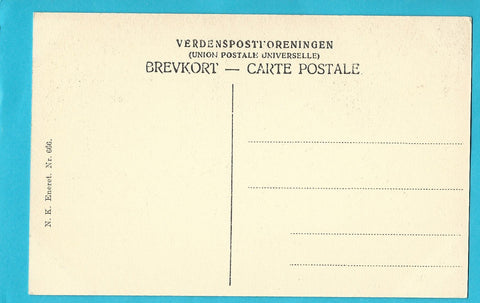 VERDENSPOSTFORENINGEN
(UNION POSTALE UNIVERSELLE)
BREVKORT — CARTE POSTALE
N. K. Eneret. Nr. 666.